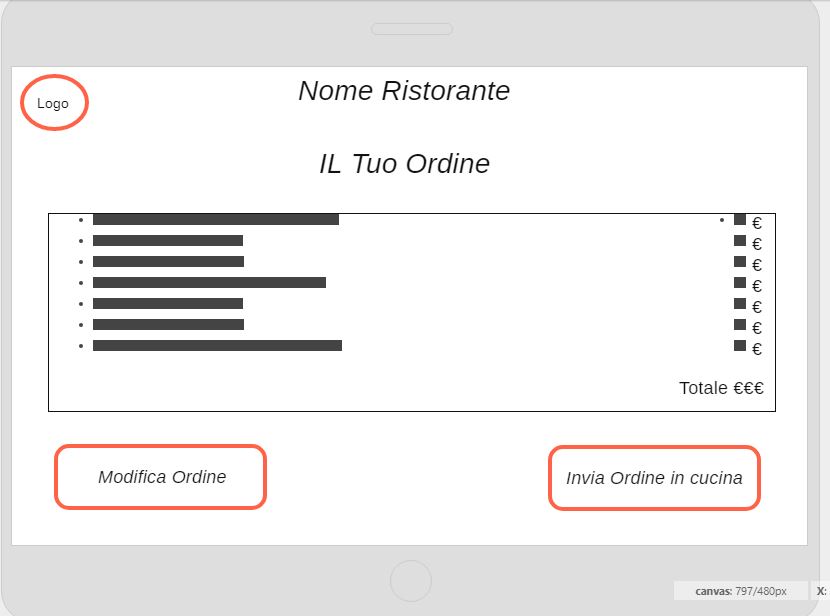 Nome Ristorante
Logo
IL Tuo Ordine
€
€
€
€
€
€
€
Totale €€€
Modifica Ordine
Invia Ordine in cucina
canvas: 797/480px
X: